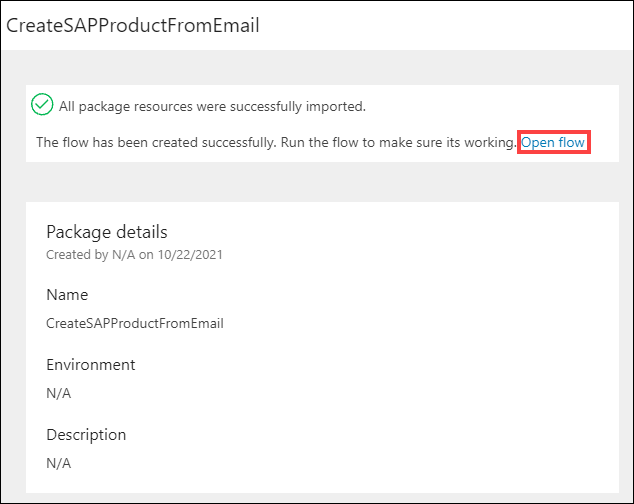 CreateSAPProductFromEmail
All package resources were successfully imported.
The flow has been created successfully. Run the flow to make sure its working. Open flow
Package details
Created by N/A on 10/22/2021
Name
CreateSAPProductFromEmail
Environment
N/A
Description
N/A